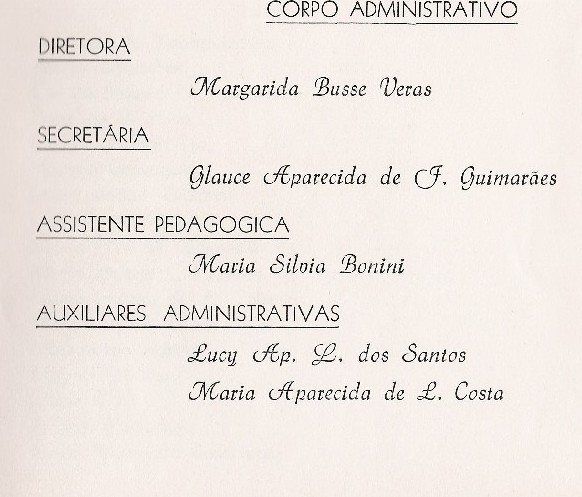 CORPO ADMINISTRATIVO
DIRETORA
Margarida Busse Veras
SECRETÁRIA
Glauce Aparecida de F. Guimarães
ASSISTENTE PEDAGOGICA
Maria Silvia Bonini
AUXILIARES ADMINISTRATIVAS
Lucy Ap. L. dos Santos
Maria Aparecida de L. Costa